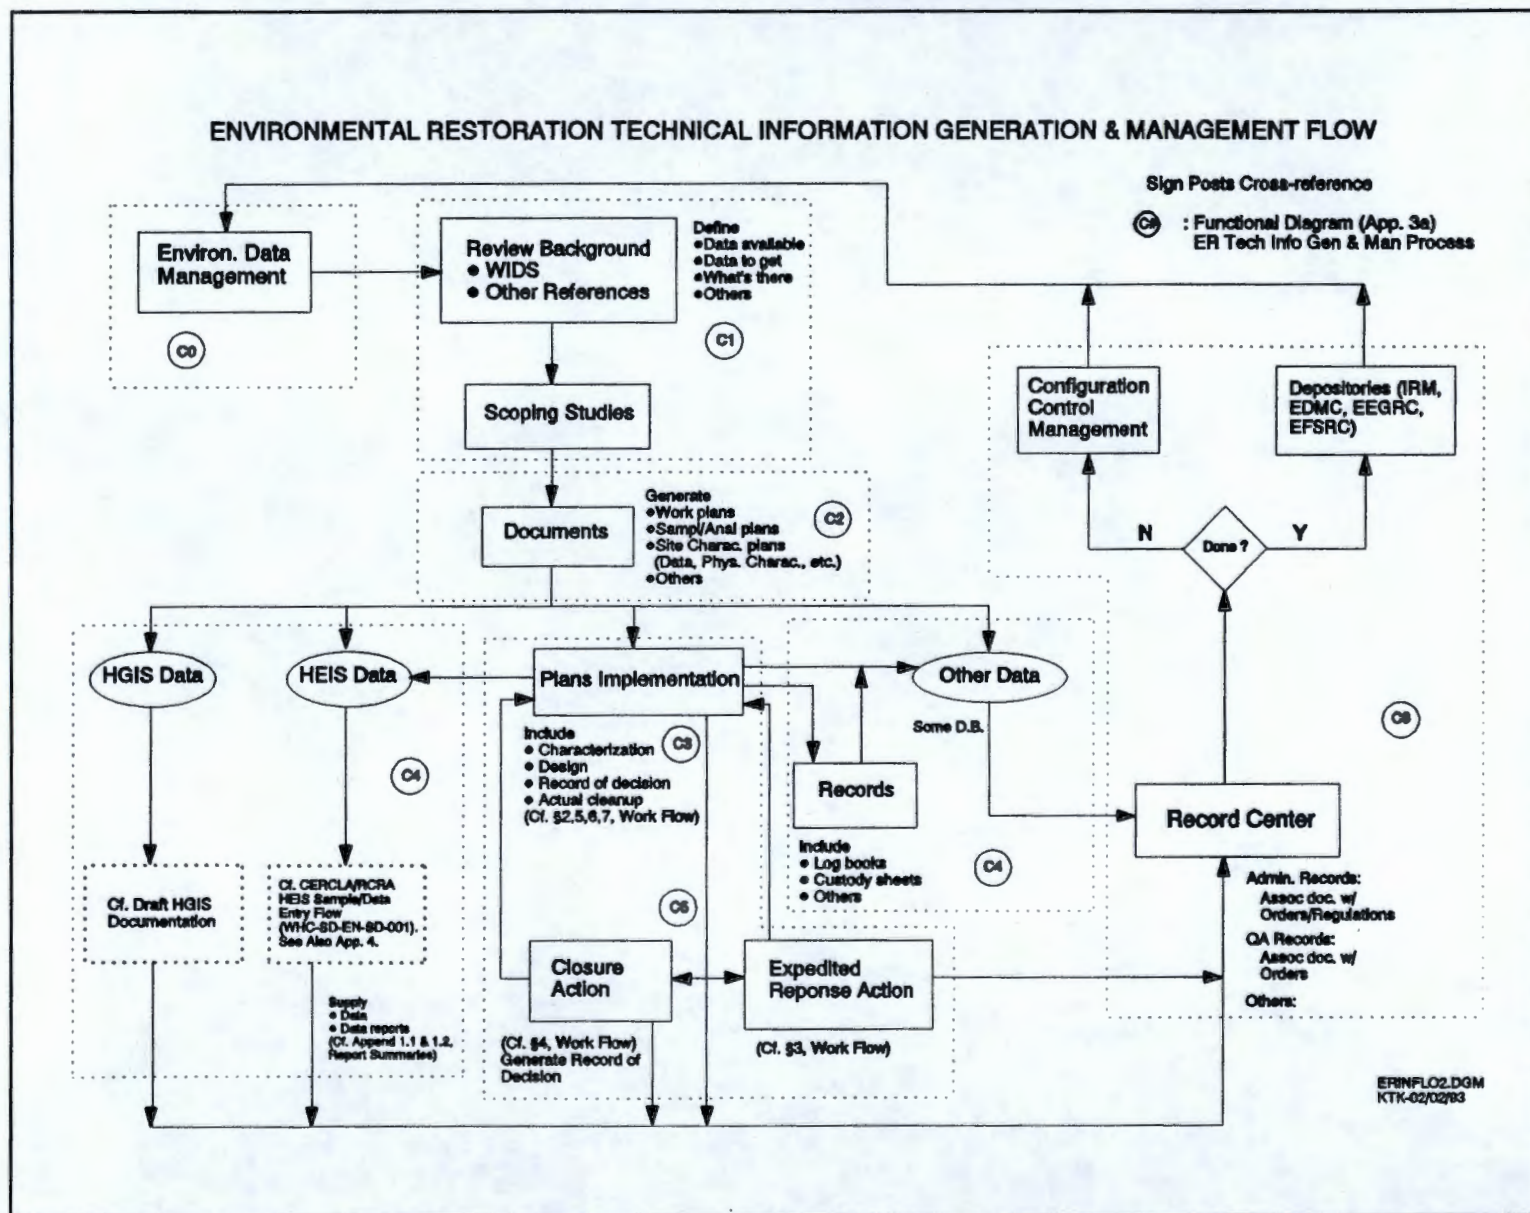 ENVIRONMENTAL RESTORATION TECHNICAL INFORMATION GENERATION & MANAGEMENT FLOW
Sign Posts Cross-reference
C# : Functional Diagram (App. 3a)
ER Tech Info Gen & Man Process
Environ. Data
Management
C0
Review Background
● WIDS
● Other References
Define
●Data available
●Data to get
●What's there
●Others
C1
Scoping Studies
Configuration
Control
Management
Depositories (IRM,
EDMC, EEGRC,
EFSRC)
Documents
Generate
●Work plans
●Sampl/Anal plans
●Site Charac. plans
(Data, Phys. Charac., etc.)
●Others
C2
N
Done ?
Y
HGIS Data
HEIS Data
Plans Implementation
Other Data
Some D.B.
Include
● Characterization
● Design
● Record of decision
● Actual cleanup
(Cf. §2,5,6,7, Work Flow)
C3
C4
Records
Include
● Log books
● Custody sheets
● Others
C4
Record Center
Admin. Records:
Assoc doc. w/
Orders/Regulations
QA Records:
Assoc doc. w/
Orders
Others:
Cf. Draft HGIS
Documentation
Cf. CERCLA/RCRA
HEIS Sample/Data
Entry Flow
(WHC-SD-EN-SD-001).
See Also App. 4.
Supply
● Data
● Data reports
(Cf. Append 1.1 & 1.2,
Report Summaries)
Closure
Action
(Cf. §4, Work Flow)
Generate Record of
Decision
Expedited
Reponse Action
(Cf. §3, Work Flow)
ERINFLO2.DGM
KTK-02/02/93